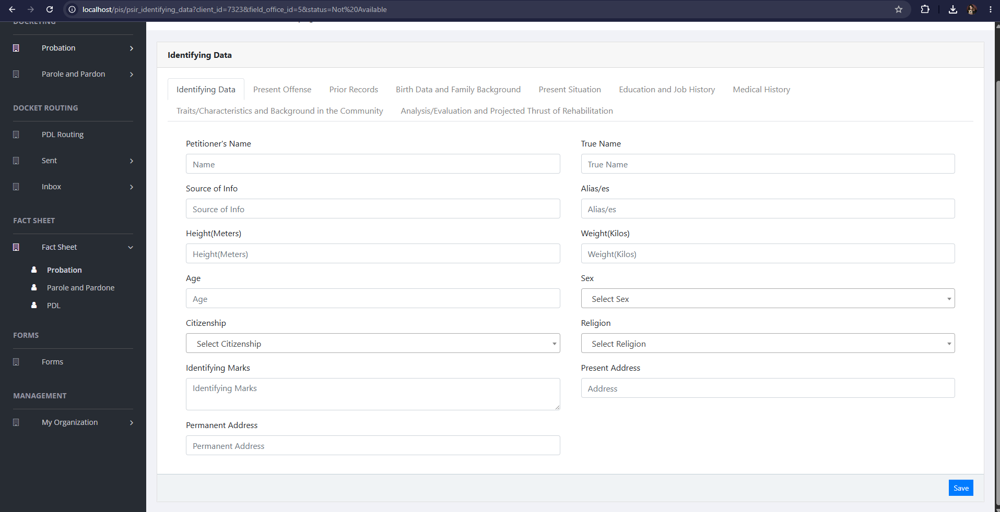 localhost/pis/psir_identifying_data?client_id=7323&field_office_id=5&status=Not%20Available
DOCKETING
Probation
Parole and Pardon
DOCKET ROUTING
PDL Routing
Sent
Inbox
FACT SHEET
Fact Sheet
Probation
Parole and Pardone
PDL
FORMS
Forms
MANAGEMENT
My Organization
Identifying Data
Identifying Data Present Offense Prior Records Birth Data and Family Background Present Situation Education and Job History Medical History
Traits/Characteristics and Background in the Community Analysis/Evaluation and Projected Thrust of Rehabilitation
Petitioner's Name True Name
Name True Name
Source of Info Alias/es
Source of Info Alias/es
Height(Meters) Weight(Kilos)
Height(Meters) Weight(Kilos)
Age Sex
Age Select Sex
Citizenship Religion
Select Citizenship Select Religion
Identifying Marks Present Address
Identifying Marks Address
Permanent Address
Permanent Address
Save